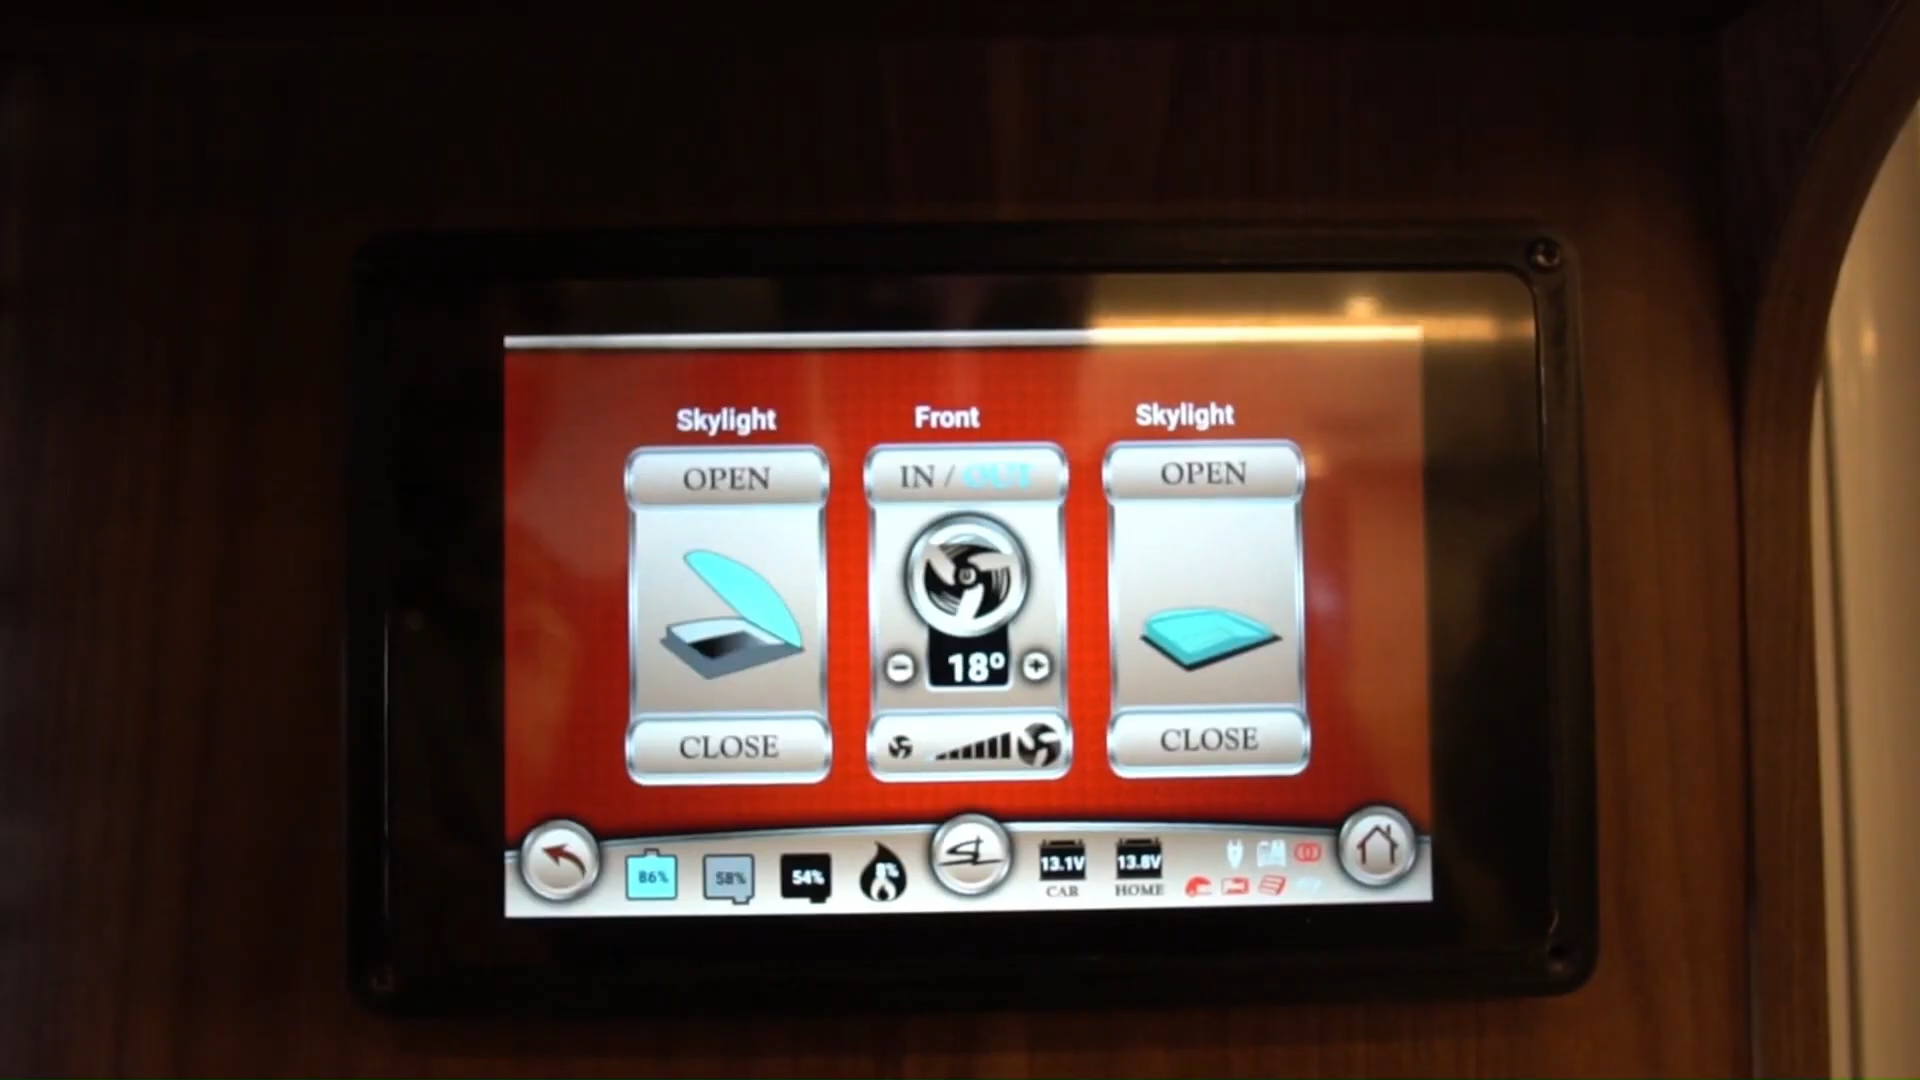 Skylight
Front
Skylight
OPEN
IN / OUT
OPEN
18°
CLOSE
CLOSE
86%
58%
54%
8%
13.1V
CAR
13.8V
HOME